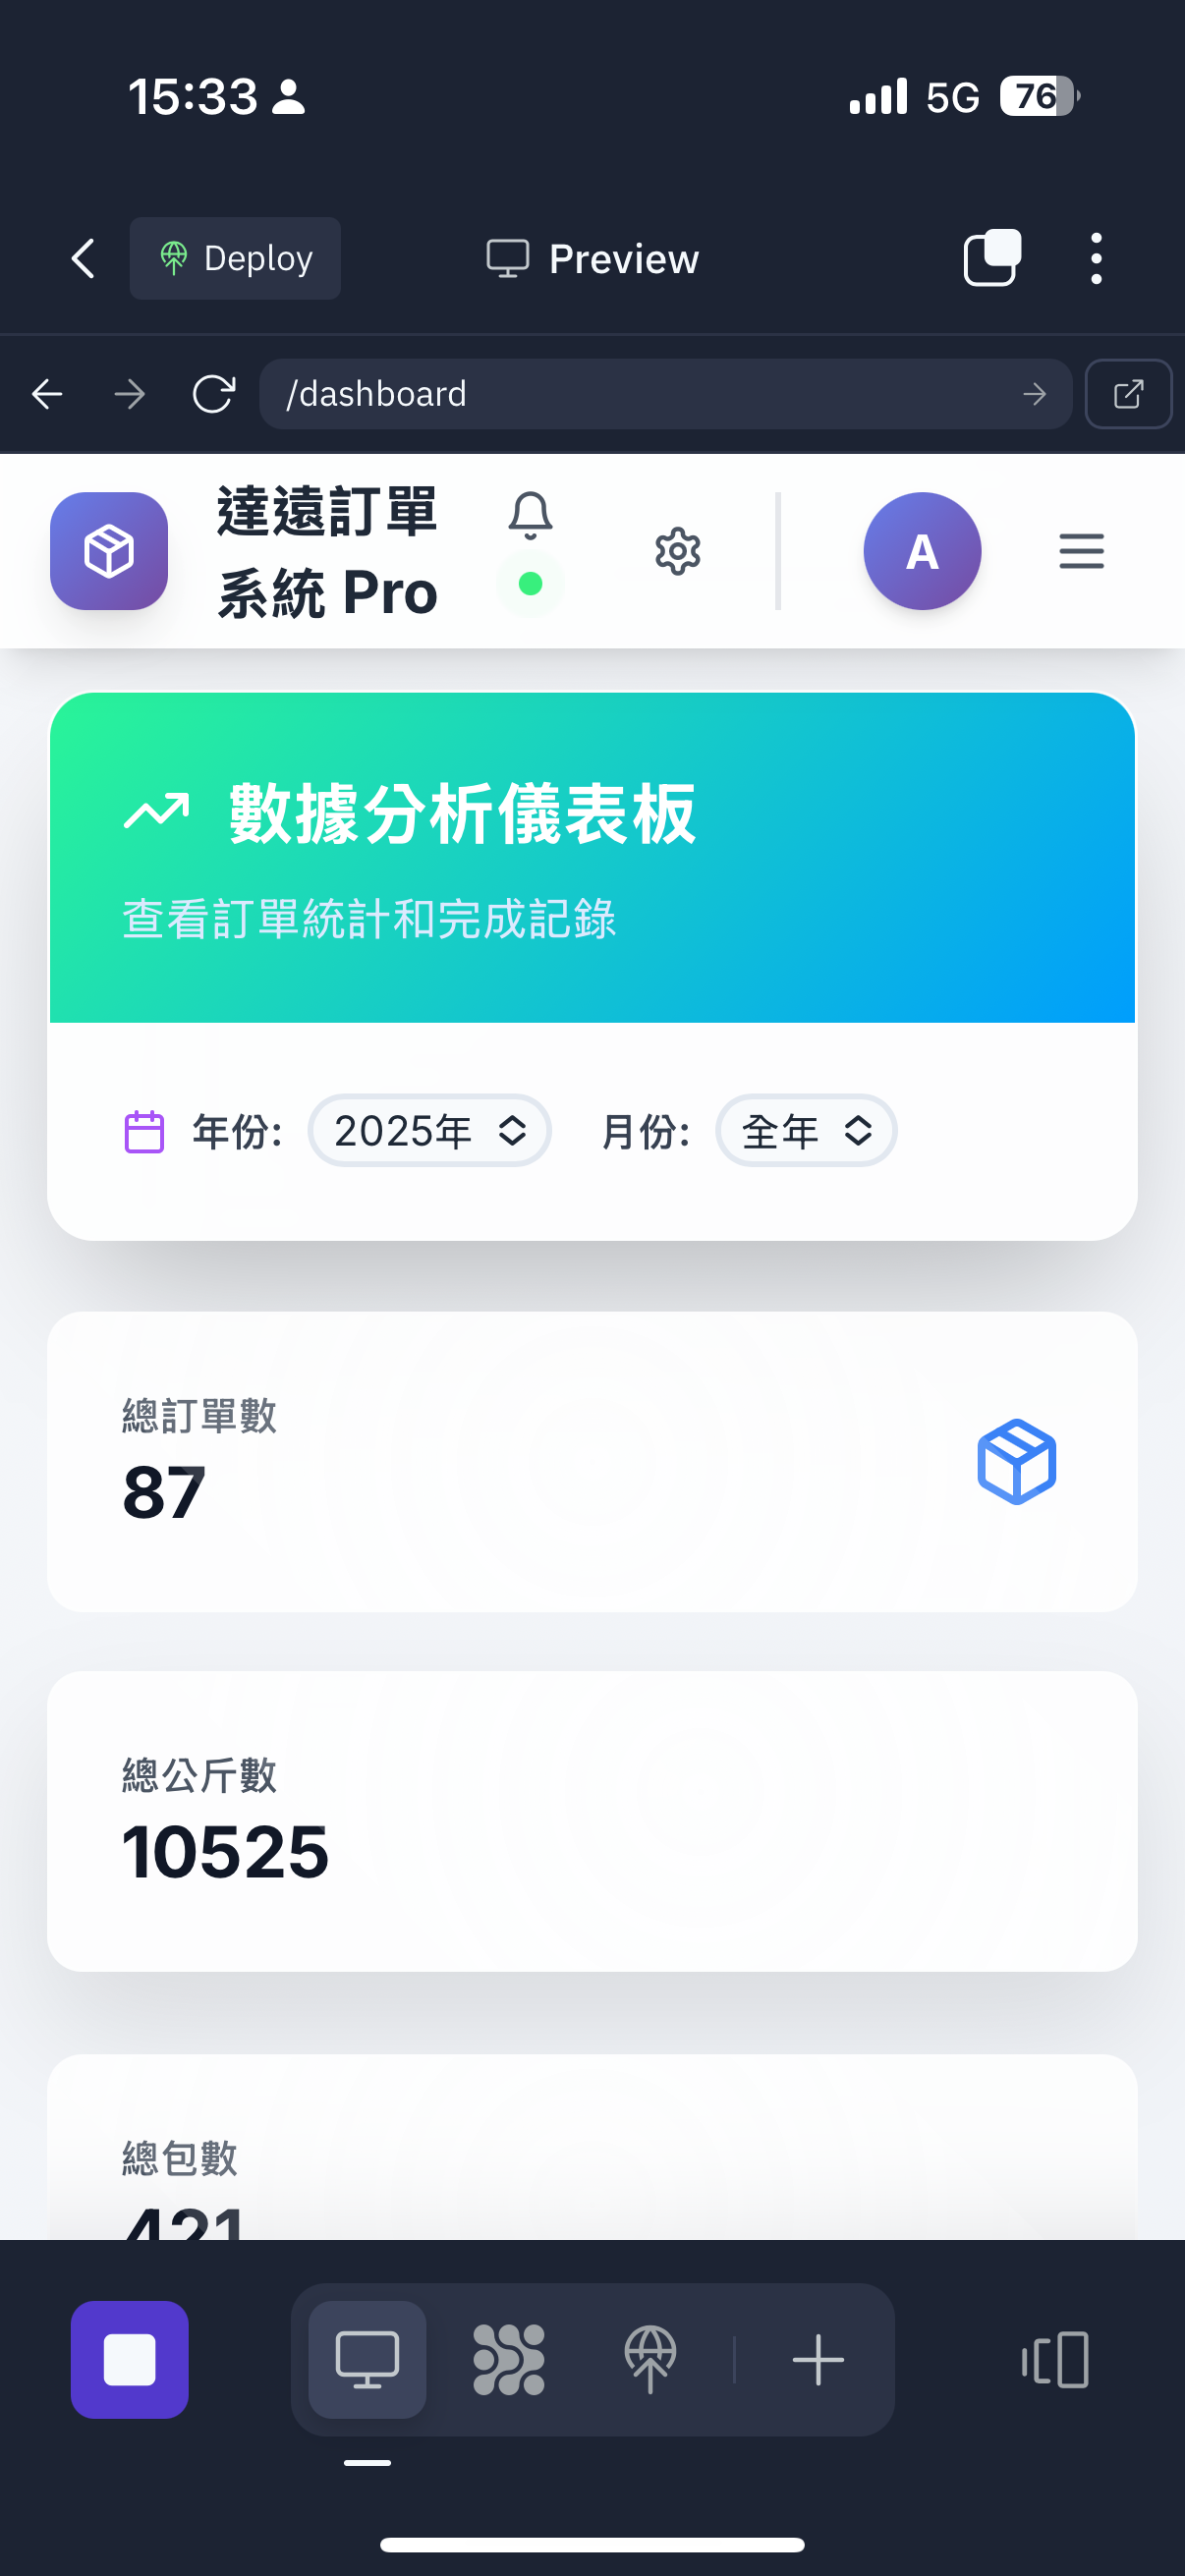 15:33
5G
76
Deploy
Preview
/dashboard
達遠訂單
系統 Pro
A
數據分析儀表板
查看訂單統計和完成記錄
年份: 2025年 月份: 全年
總訂單數
87
總公斤數
10525
總包數
421